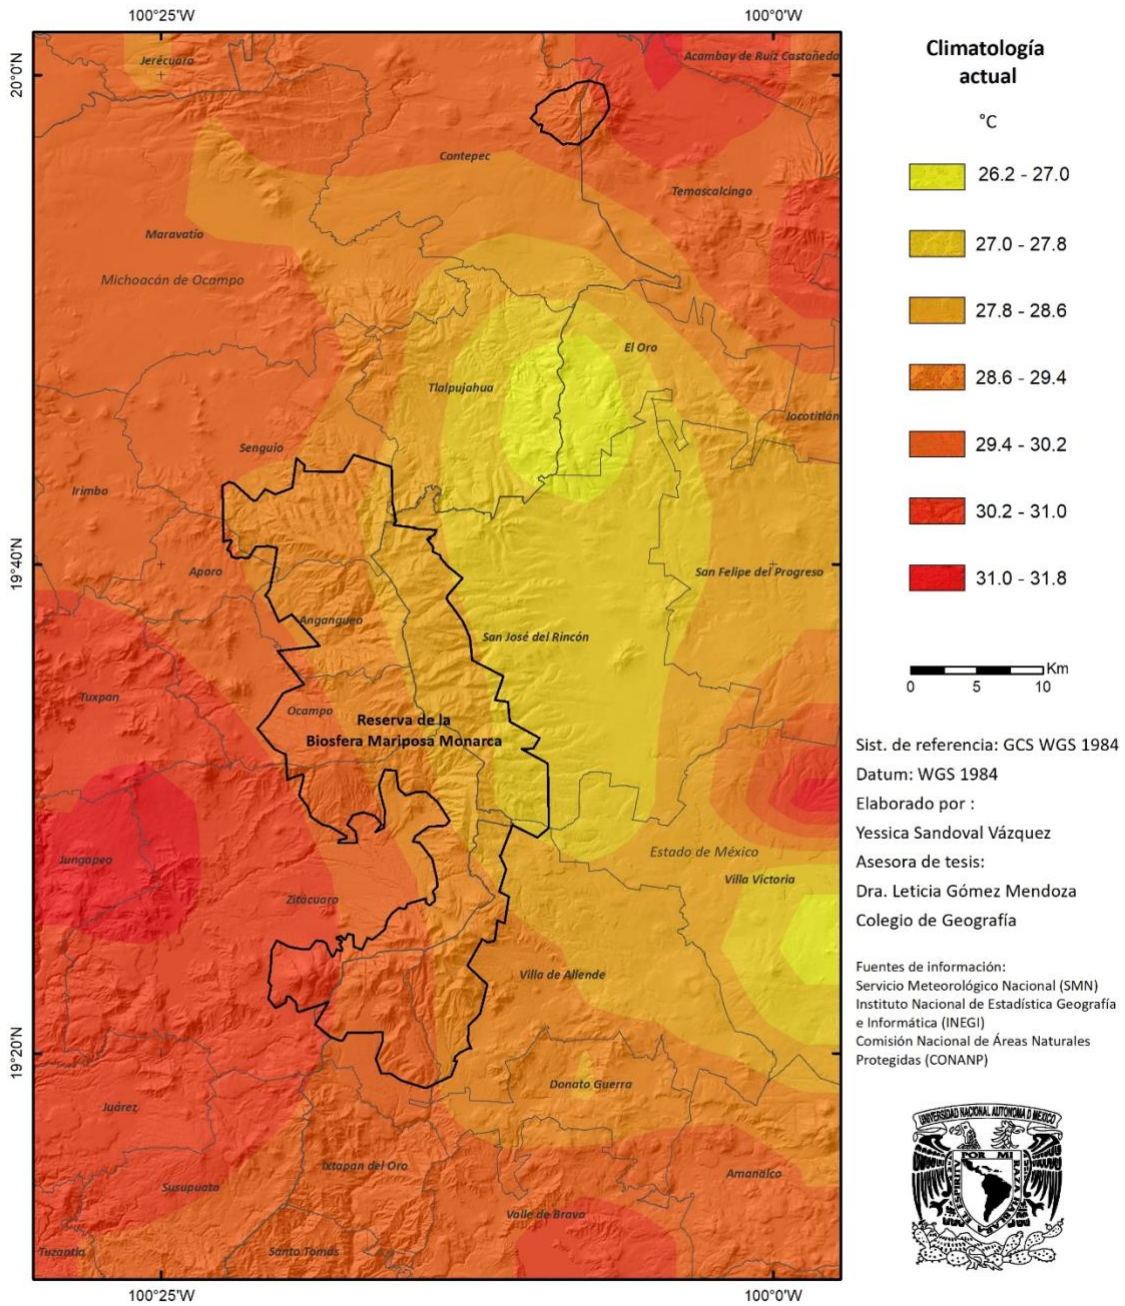 100°25'W
100°0'W
20°0'N
19°40'N
19°20'N
Jerécuaro
Acambay de Ruíz Castañeda
Contepec
Temascalcingo
Maravatío
Michoacán de Ocampo
El Oro
Tlalpujahua
Jocotitlán
Senguio
Irimbo
Aporo
San Felipe del Progreso
Angangueo
San José del Rincón
Tuxpan
Ocampo
Reserva de la
Biosfera Mariposa Monarca
Jungapeo
Estado de México
Villa Victoria
Zitácuaro
Villa de Allende
Donato Guerra
Juárez
Ixtapan del Oro
Amanalco
Susupuato
Valle de Bravo
Tuzantla
Santo Tomás
100°25'W
100°0'W
Climatología
actual
°C
26.2 - 27.0
27.0 - 27.8
27.8 - 28.6
28.6 - 29.4
29.4 - 30.2
30.2 - 31.0
31.0 - 31.8
Km
0 5 10
Sist. de referencia: GCS WGS 1984
Datum: WGS 1984
Elaborado por :
Yessica Sandoval Vázquez
Asesora de tesis:
Dra. Leticia Gómez Mendoza
Colegio de Geografía
Fuentes de información:
Servicio Meteorológico Nacional (SMN)
Instituto Nacional de Estadística Geografía
e Informática (INEGI)
Comisión Nacional de Áreas Naturales
Protegidas (CONANP)
UNIVERSIDAD NACIONAL AUTONOMA D MEXICO
POR MI RAZA HABLARA EL ESPIRITU